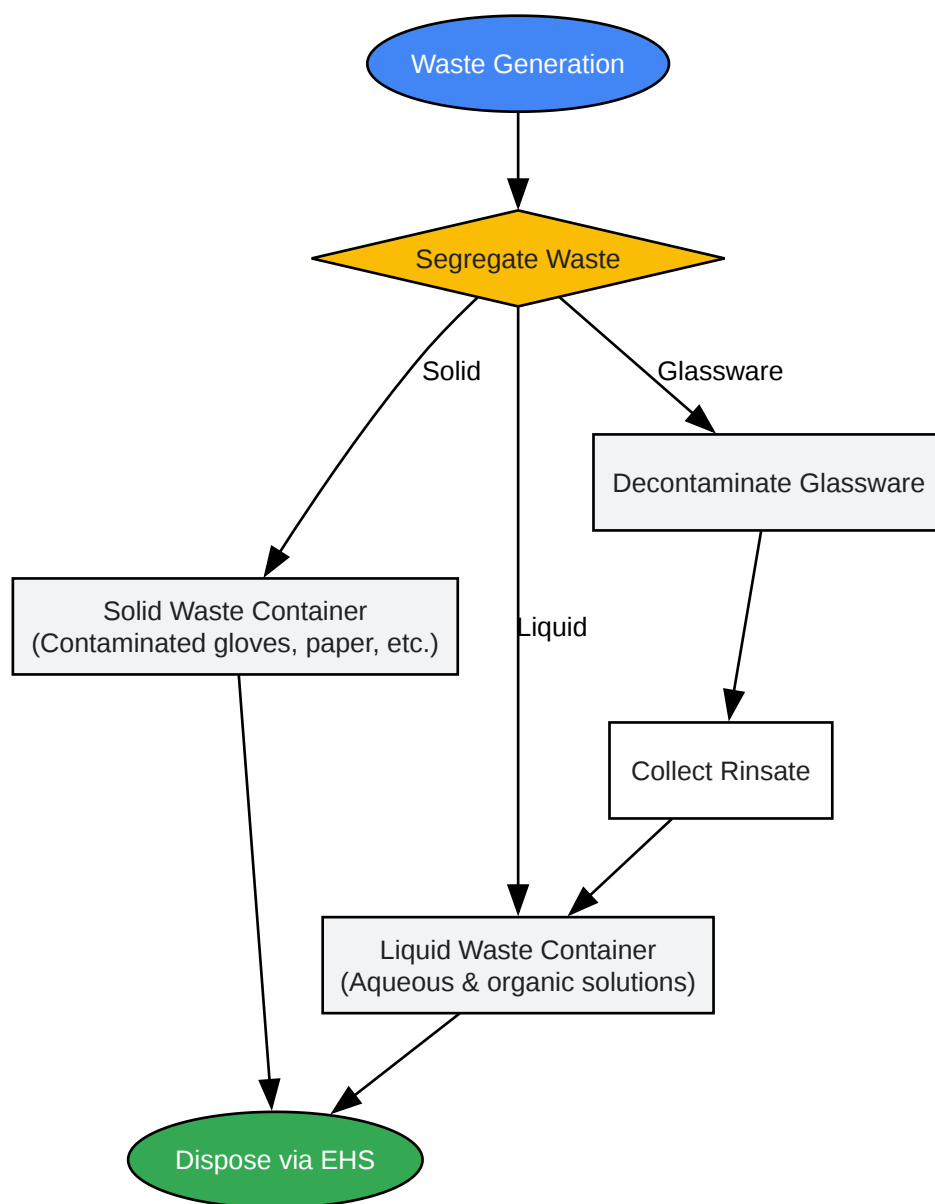 Waste Generation
Segregate Waste
Solid
Glassware
Decontaminate Glassware
Solid Waste Container
(Contaminated gloves, paper, etc.)
Liquid
Collect Rinsate
Liquid Waste Container
(Aqueous & organic solutions)
Dispose via EHS